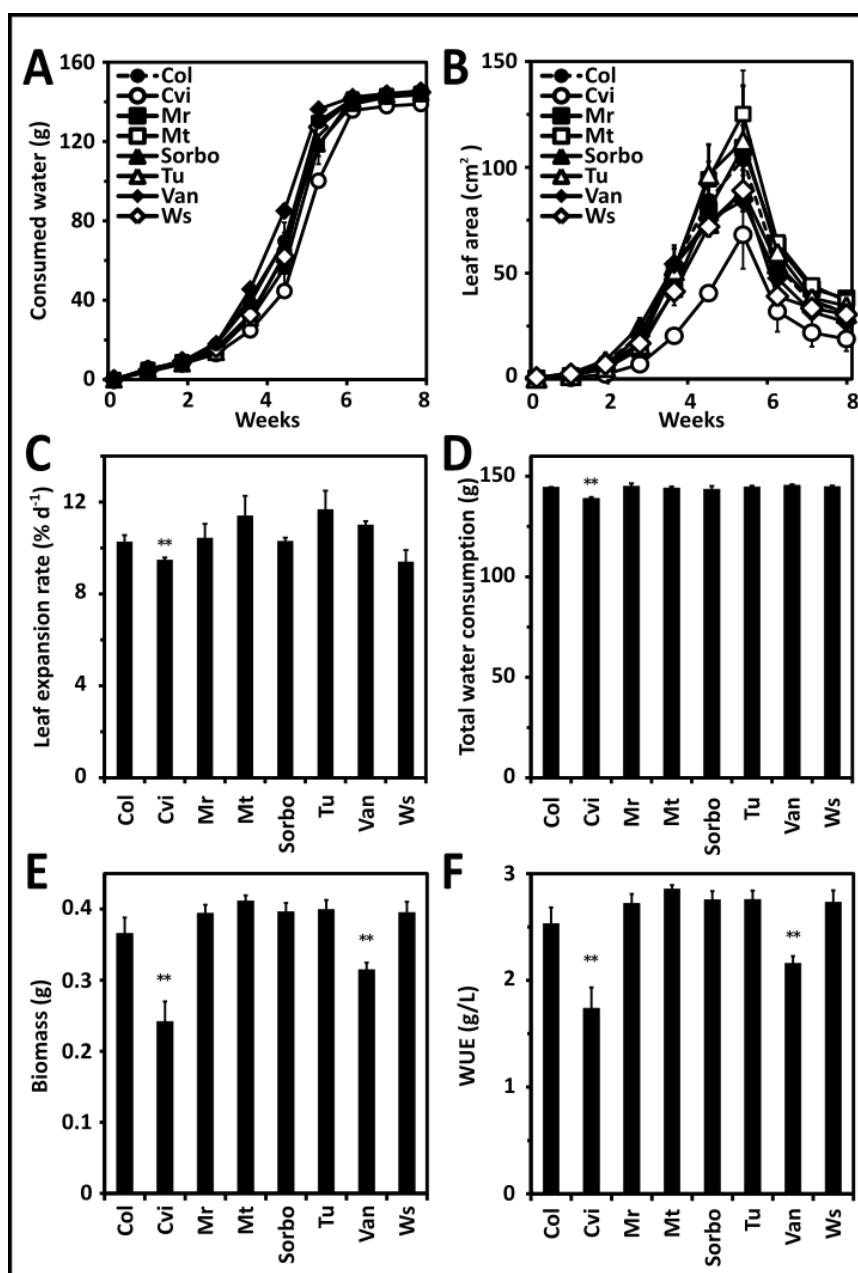 A
160
120
80
40
0
Consumed water (g)
Col
Cvi
Mr
Mt
Sorbo
Tu
Van
Ws
0 2 4 6 8
Weeks
B
150
100
50
0
Leaf area (cm²)
Col
Cvi
Mr
Mt
Sorbo
Tu
Van
Ws
0 2 4 6 8
Weeks
C
12
8
4
0
Leaf expansion rate (% d⁻¹)
**
Col Cvi Mr Mt Sorbo Tu Van Ws
D
150
100
50
0
Total water consumption (g)
**
Col Cvi Mr Mt Sorbo Tu Van Ws
E
0.4
0.3
0.2
0.1
0
Biomass (g)
**
**
Col Cvi Mr Mt Sorbo Tu Van Ws
F
3
2
1
0
WUE (g/L)
**
**
Col Cvi Mr Mt Sorbo Tu Van Ws